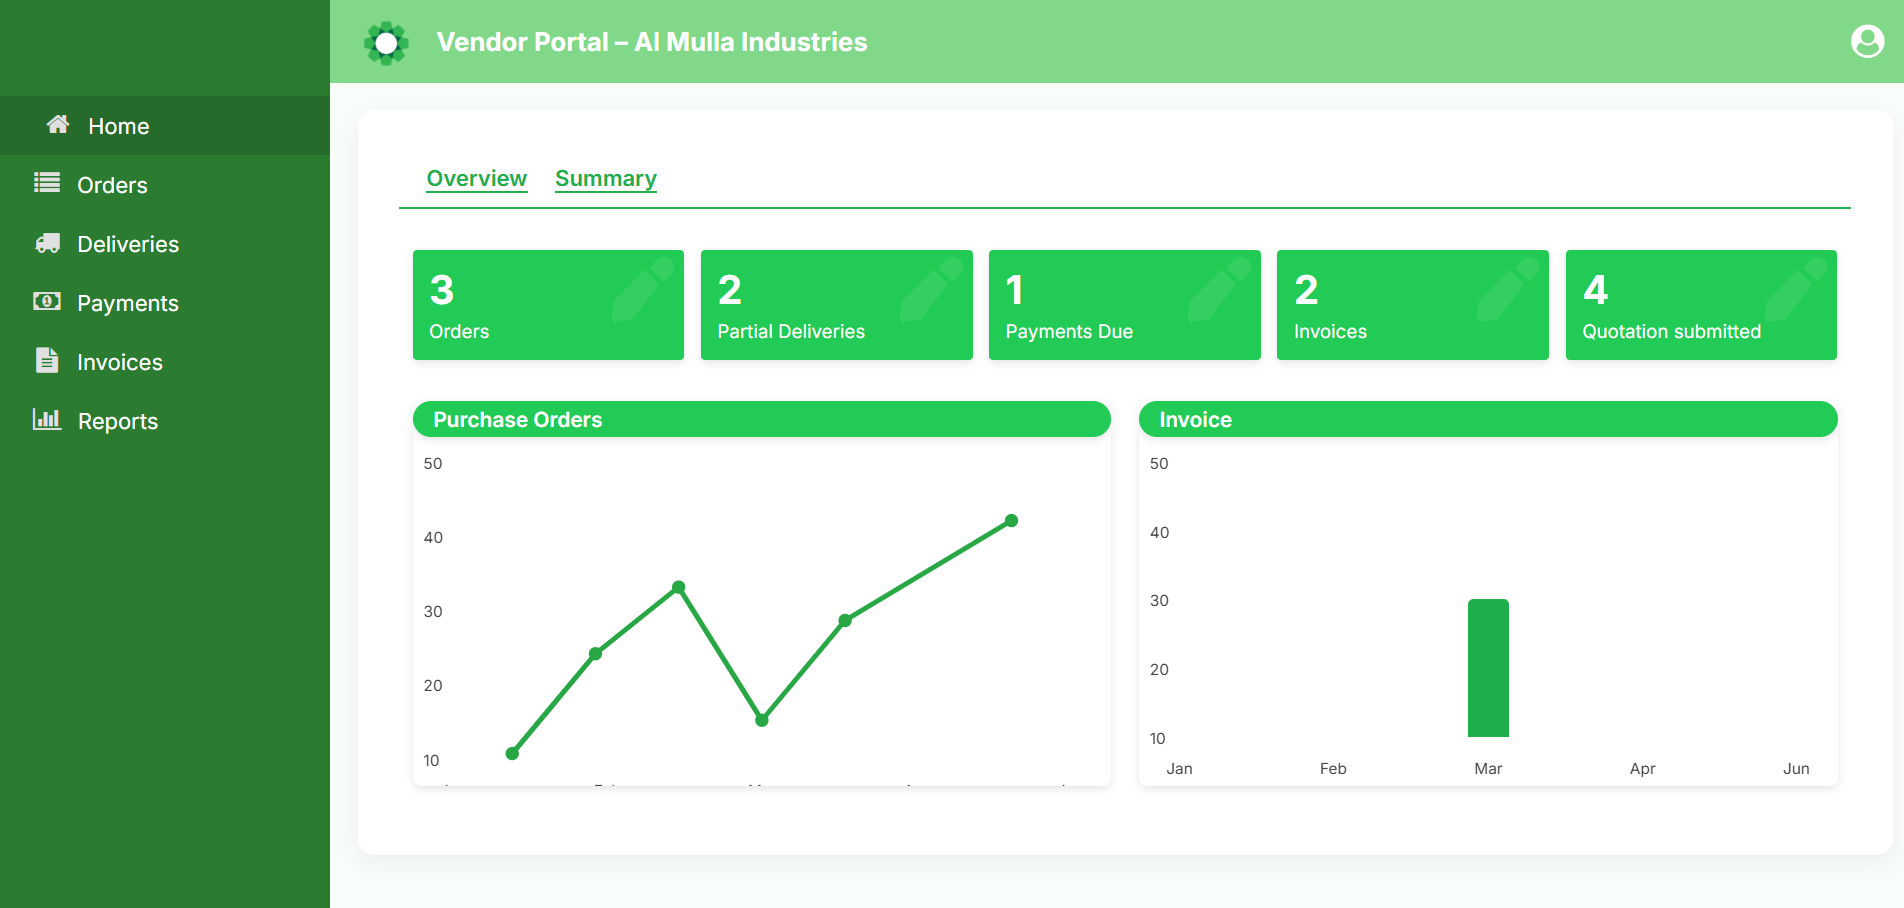 Vendor Portal – Al Mulla Industries
Home
Orders
Deliveries
Payments
Invoices
Reports
Overview
Summary
3
Orders
2
Partial Deliveries
1
Payments Due
2
Invoices
4
Quotation submitted
Purchase Orders
50
40
30
20
10
Invoice
50
40
30
20
10
Jan
Feb
Mar
Apr
Jun